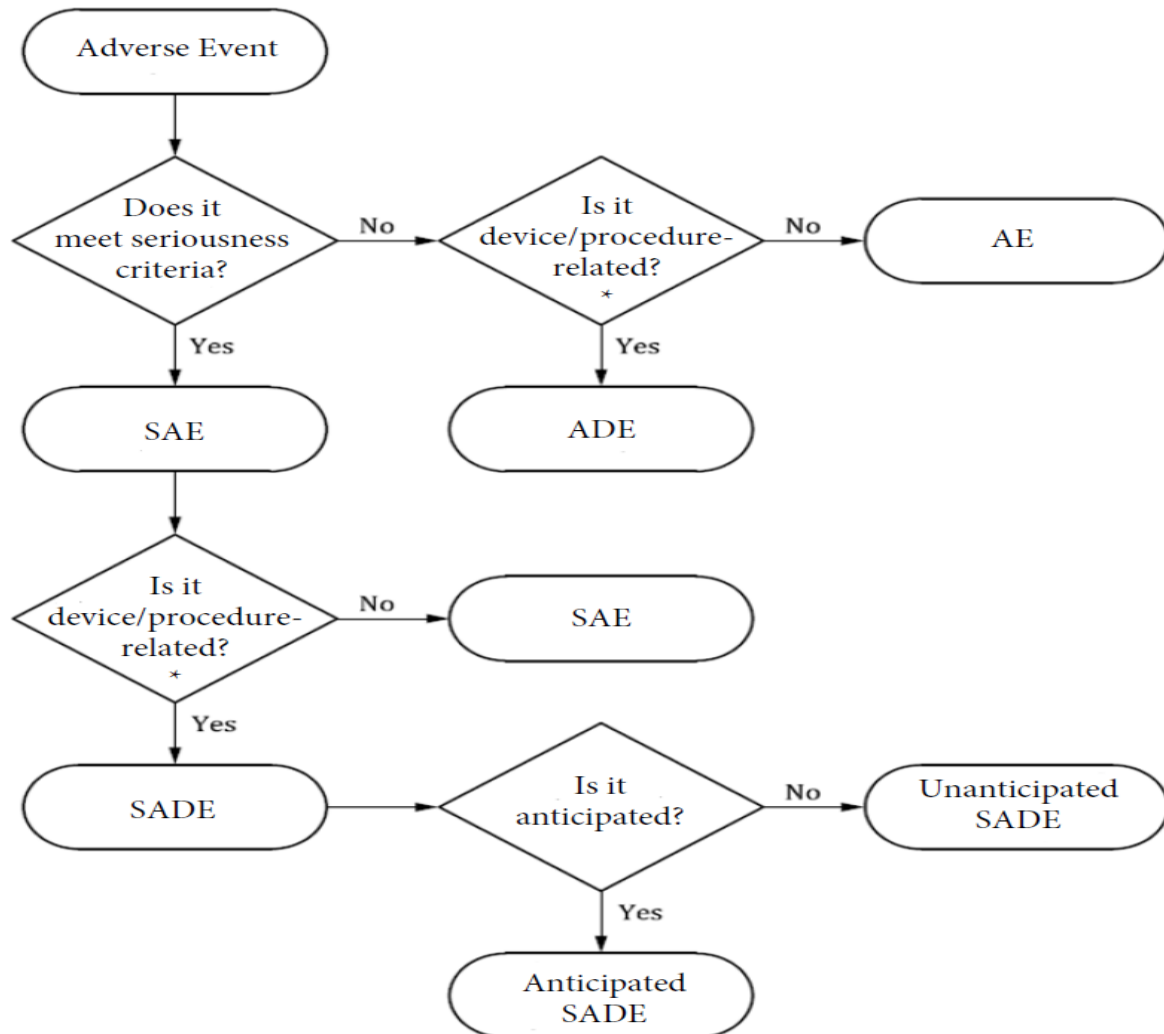 Adverse Event
Does it
meet seriousness
criteria?
No
Is it
device/procedure-
related?
*
No
AE
Yes
Yes
SAE
ADE
Is it
device/procedure-
related?
*
No
SAE
Yes
SADE
Is it
anticipated?
No
Unanticipated
SADE
Yes
Anticipated
SADE